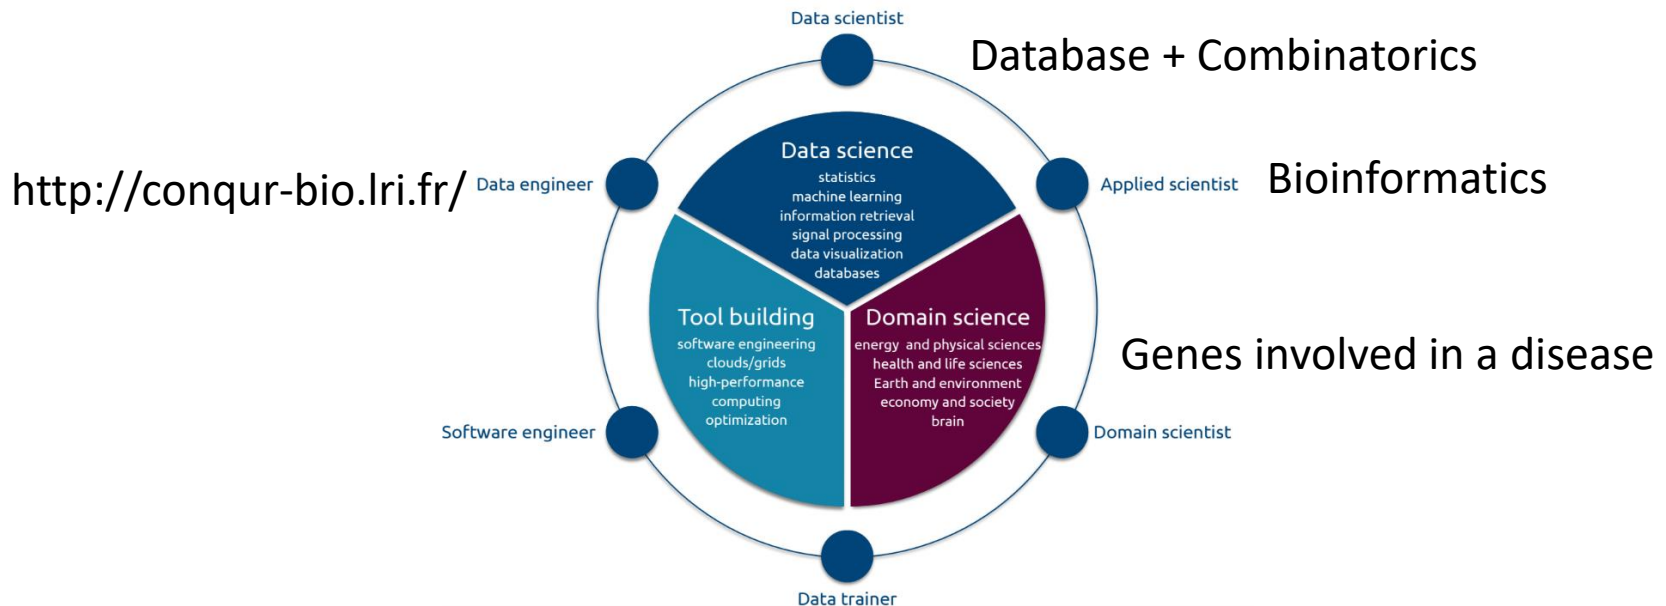 Data scientist
Database + Combinatorics
http://conqur-bio.lri.fr/
Data engineer
Data science
statistics
machine learning
information retrieval
signal processing
data visualization
databases
Applied scientist
Bioinformatics
Tool building
software engineering
clouds/grids
high-performance
computing
optimization
Domain science
energy and physical sciences
health and life sciences
Earth and environment
economy and society
brain
Genes involved in a disease
Software engineer
Domain scientist
Data trainer